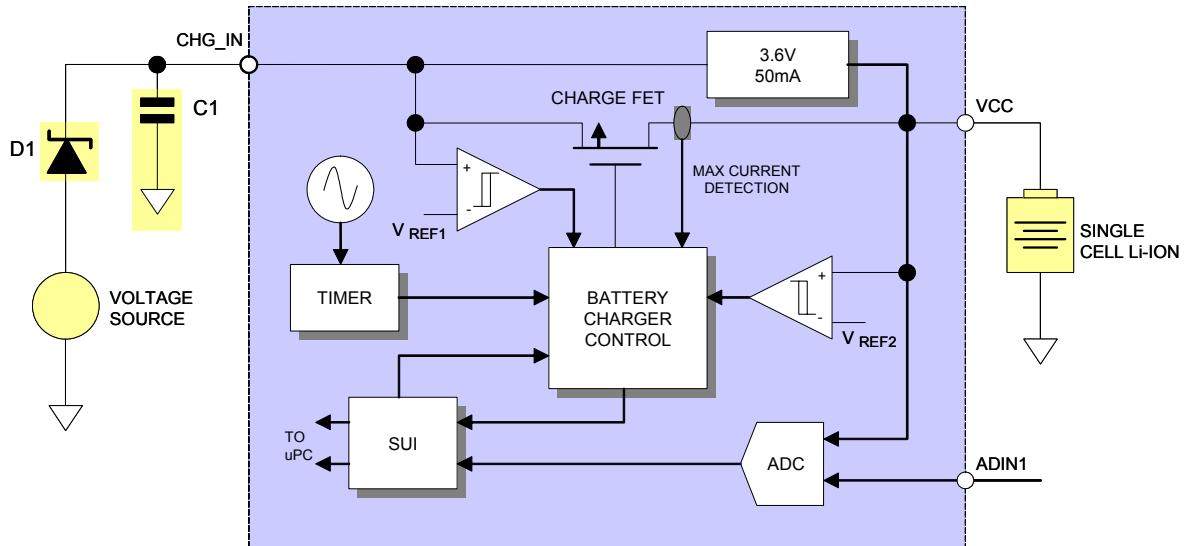 CHG_IN
3.6V
50mA
C1
CHARGE FET
VCC
D1
+
-
MAX CURRENT
DETECTION
V REF1
SINGLE
CELL Li-ION
TIMER
BATTERY
CHARGER
CONTROL
+
-
VOLTAGE
SOURCE
V REF2
TO
uPC
SUI
ADC
ADIN1